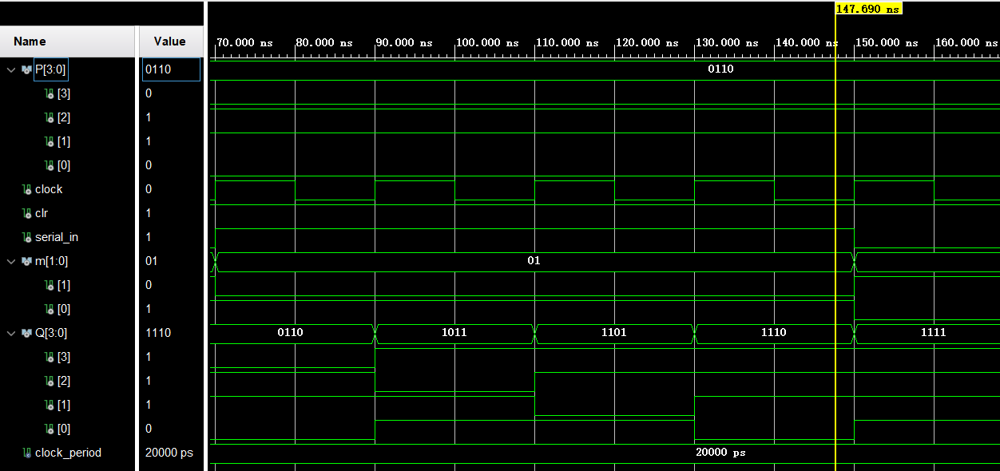 147.690 ns
Name Value 70.000 ns 80.000 ns 90.000 ns 100.000 ns 110.000 ns 120.000 ns 130.000 ns 140.000 ns 150.000 ns 160.000 ns
P[3:0] 0110 0110
[3] 0
[2] 1
[1] 1
[0] 0
clock 0
clr 1
serial_in 1
m[1:0] 01 01
[1] 0
[0] 1
Q[3:0] 1110 0110 1011 1101 1110 1111
[3] 1
[2] 1
[1] 1
[0] 0
clock_period 20000 ps 20000 ps